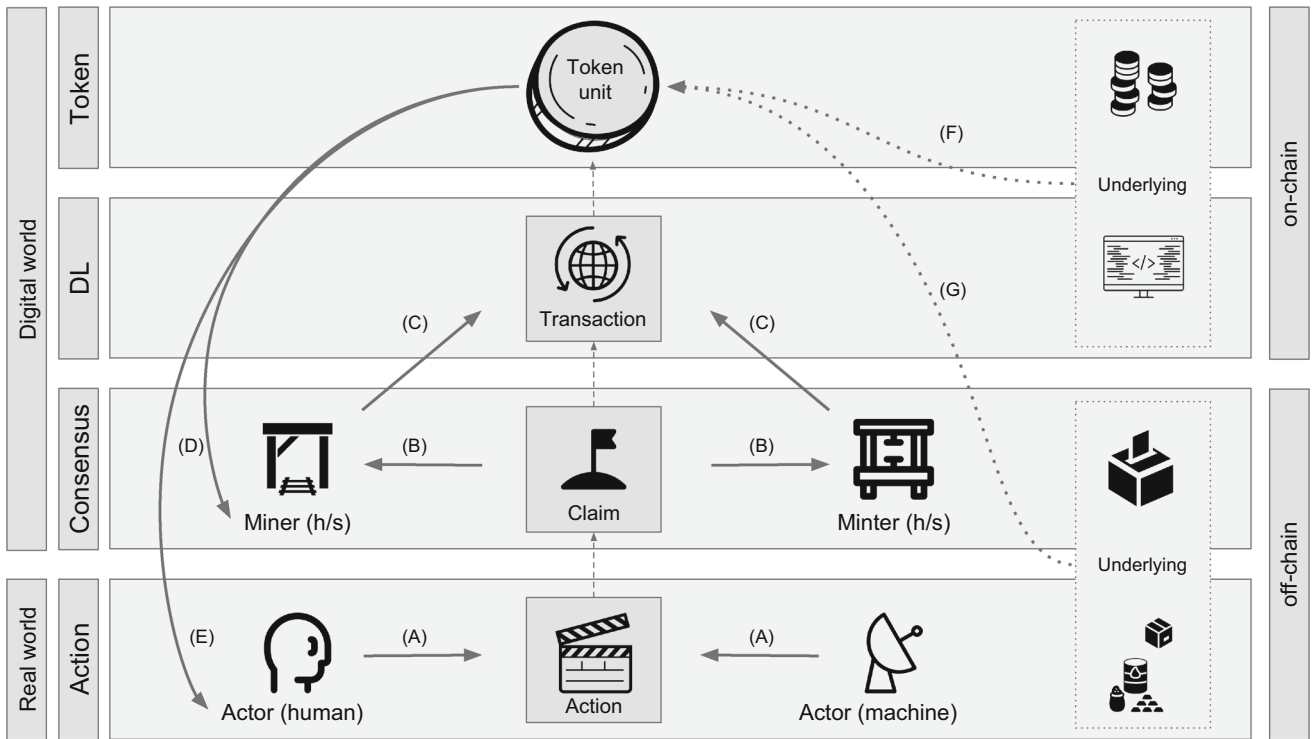 Digital world
Real world
Token
DL
Consensus
Action
Token
unit
(F)
Underlying
</>
(G)
Transaction
(C)
(C)
(D)
(B)
(B)
Miner (h/s)
Claim
Minter (h/s)
Underlying
(E)
(A)
(A)
Actor (human)
Action
Actor (machine)
on-chain
off-chain